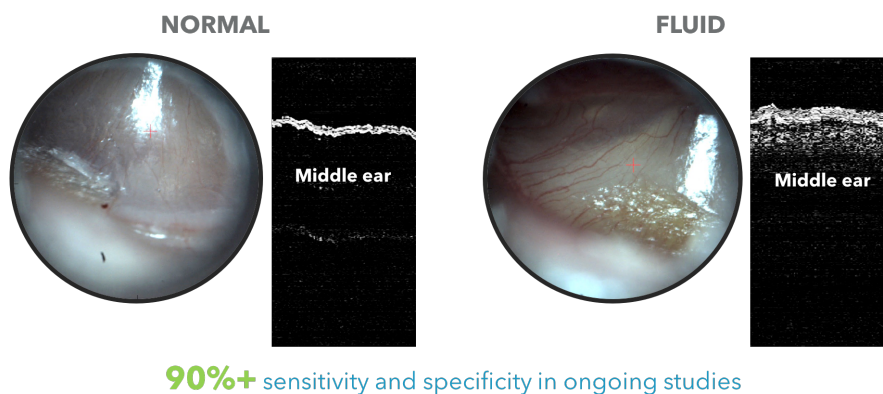 NORMAL
FLUID
Middle ear
Middle ear
90%+ sensitivity and specificity in ongoing studies